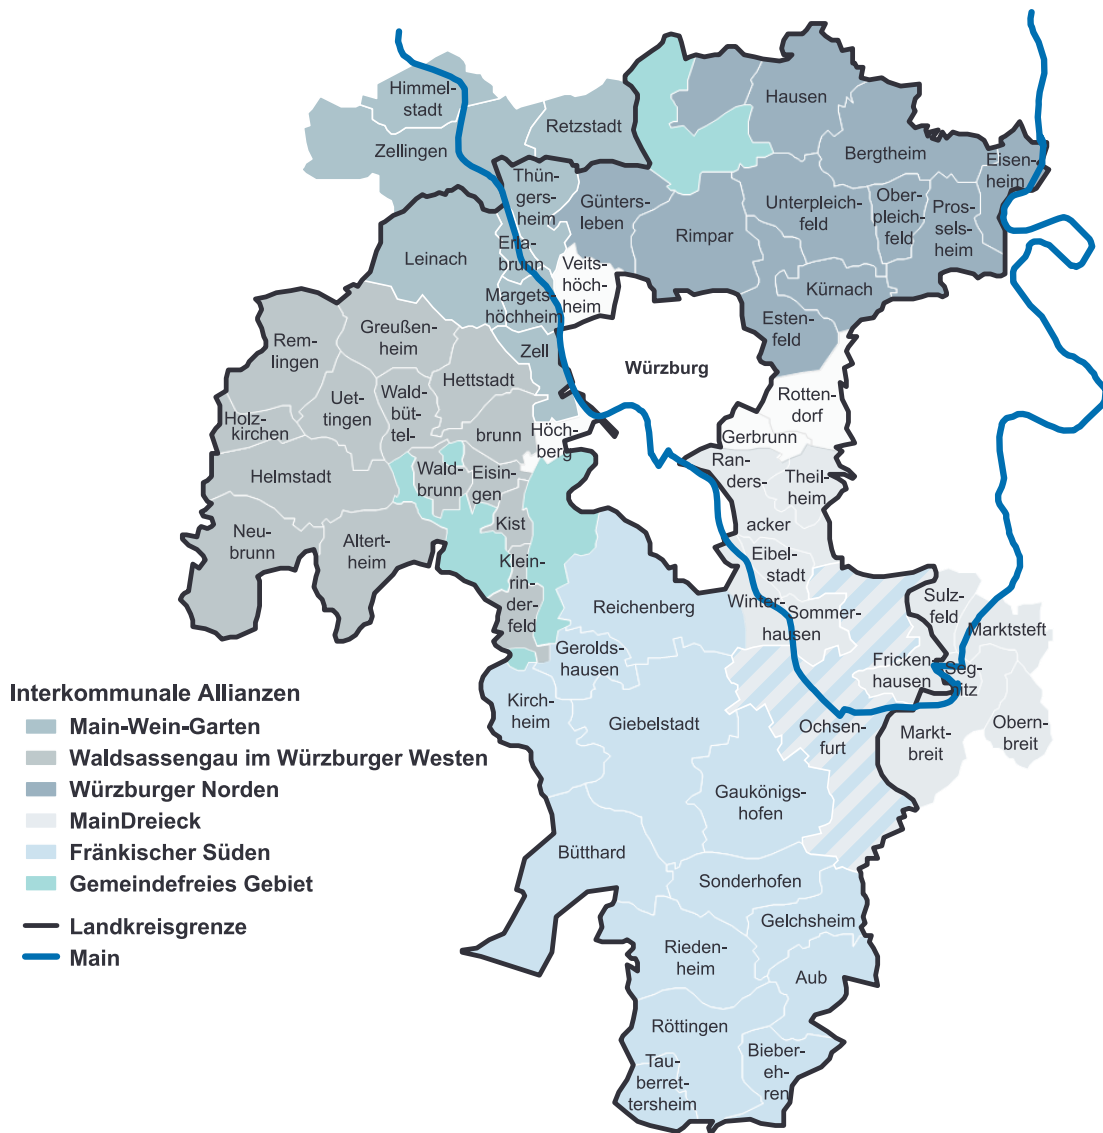 Himmel-
stadt
Zellingen
Retzstadt
Hausen
Bergtheim
Eisen-
heim
Thün-
gers-
heim
Günters-
leben
Rimpar
Unterpleich-
feld
Ober-
pleich-
feld
Pros-
sels-
heim
Leinach
Erla-
brunn
Veits-
höch-
heim
Margets-
höchheim
Kürnach
Esten-
feld
Zell
Würzburg
Rem-
lingen
Greußen-
heim
Hettstadt
Uet-
tingen
Wald-
büt-
tel-
brunn
Holz-
kirchen
Höch-
berg
Rotten-
dorf
Gerbrunn
Helmstadt
Wald-
brunn
Eisin-
gen
Ran-
ders-
acker
Theil-
heim
Neu-
brunn
Altert-
heim
Kist
Klein-
rin-
derfeld
Eibel-
stadt
Reichenberg
Winter-
hausen
Sommer-
hausen
Sulz-
feld
Marktsteft
Gerolds-
hausen
Fricken-
hausen
Seg-
nitz
Kirch-
heim
Giebelstadt
Ochsen-
furt
Markt-
breit
Obern-
breit
Gaukönigs-
hofen
Bütthard
Sonderhofen
Gelchsheim
Rieden-
heim
Aub
Röttingen
Bieber-
eh-
ren
Tau-
berret-
tersheim
Interkommunale Allianzen
Main-Wein-Garten
Waldsassengau im Würzburger Westen
Würzburger Norden
MainDreieck
Fränkischer Süden
Gemeindefreies Gebiet
Landkreisgrenze
Main